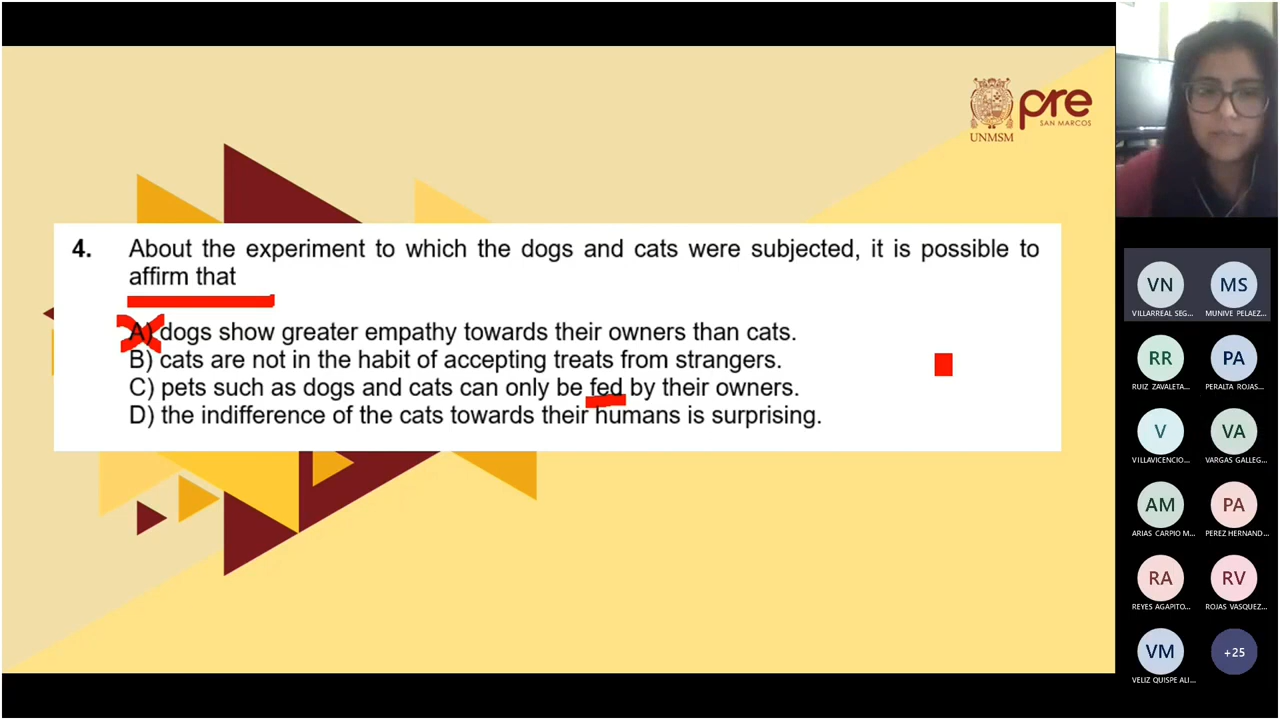 pre
SAN MARCOS
UNMSM
4. About the experiment to which the dogs and cats were subjected, it is possible to
affirm that
A) dogs show greater empathy towards their owners than cats.
B) cats are not in the habit of accepting treats from strangers.
C) pets such as dogs and cats can only be fed by their owners.
D) the indifference of the cats towards their humans is surprising.
VN MS
VILLARREAL SEG... MUNIVE PELAEZ...
RR PA
RUIZ ZAVALETA... PERALTA ROJAS...
V VA
VILLAVICENCIO... VARGAS GALLEG...
AM PA
ARIAS CARPIO M... PEREZ HERNAND...
RA RV
REYES AGAPITO... ROJAS VASQUEZ...
VM +25
VELIZ QUISPE ALI...